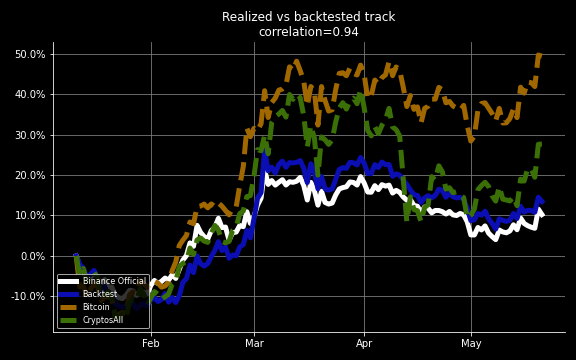 Realized vs backtested track
correlation=0.94
50.0%
40.0%
30.0%
20.0%
10.0%
0.0%
-10.0%
Binance Official
Backtest
Bitcoin
CryptosAll
Feb
Mar
Apr
May